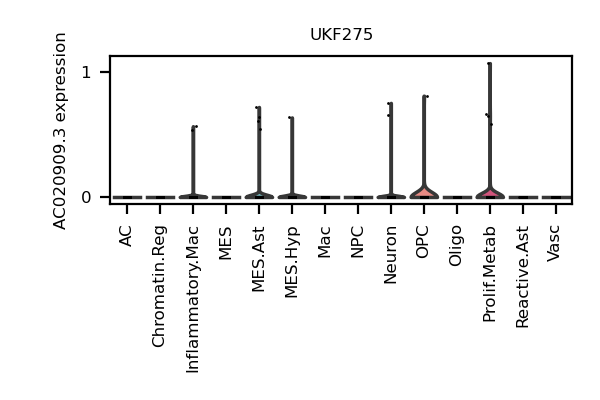 UKF275
AC020909.3 expression
1
0
AC
Chromatin.Reg
Inflammatory.Mac
MES
MES.Ast
MES.Hyp
Mac
NPC
Neuron
OPC
Oligo
Prolif.Metab
Reactive.Ast
Vasc